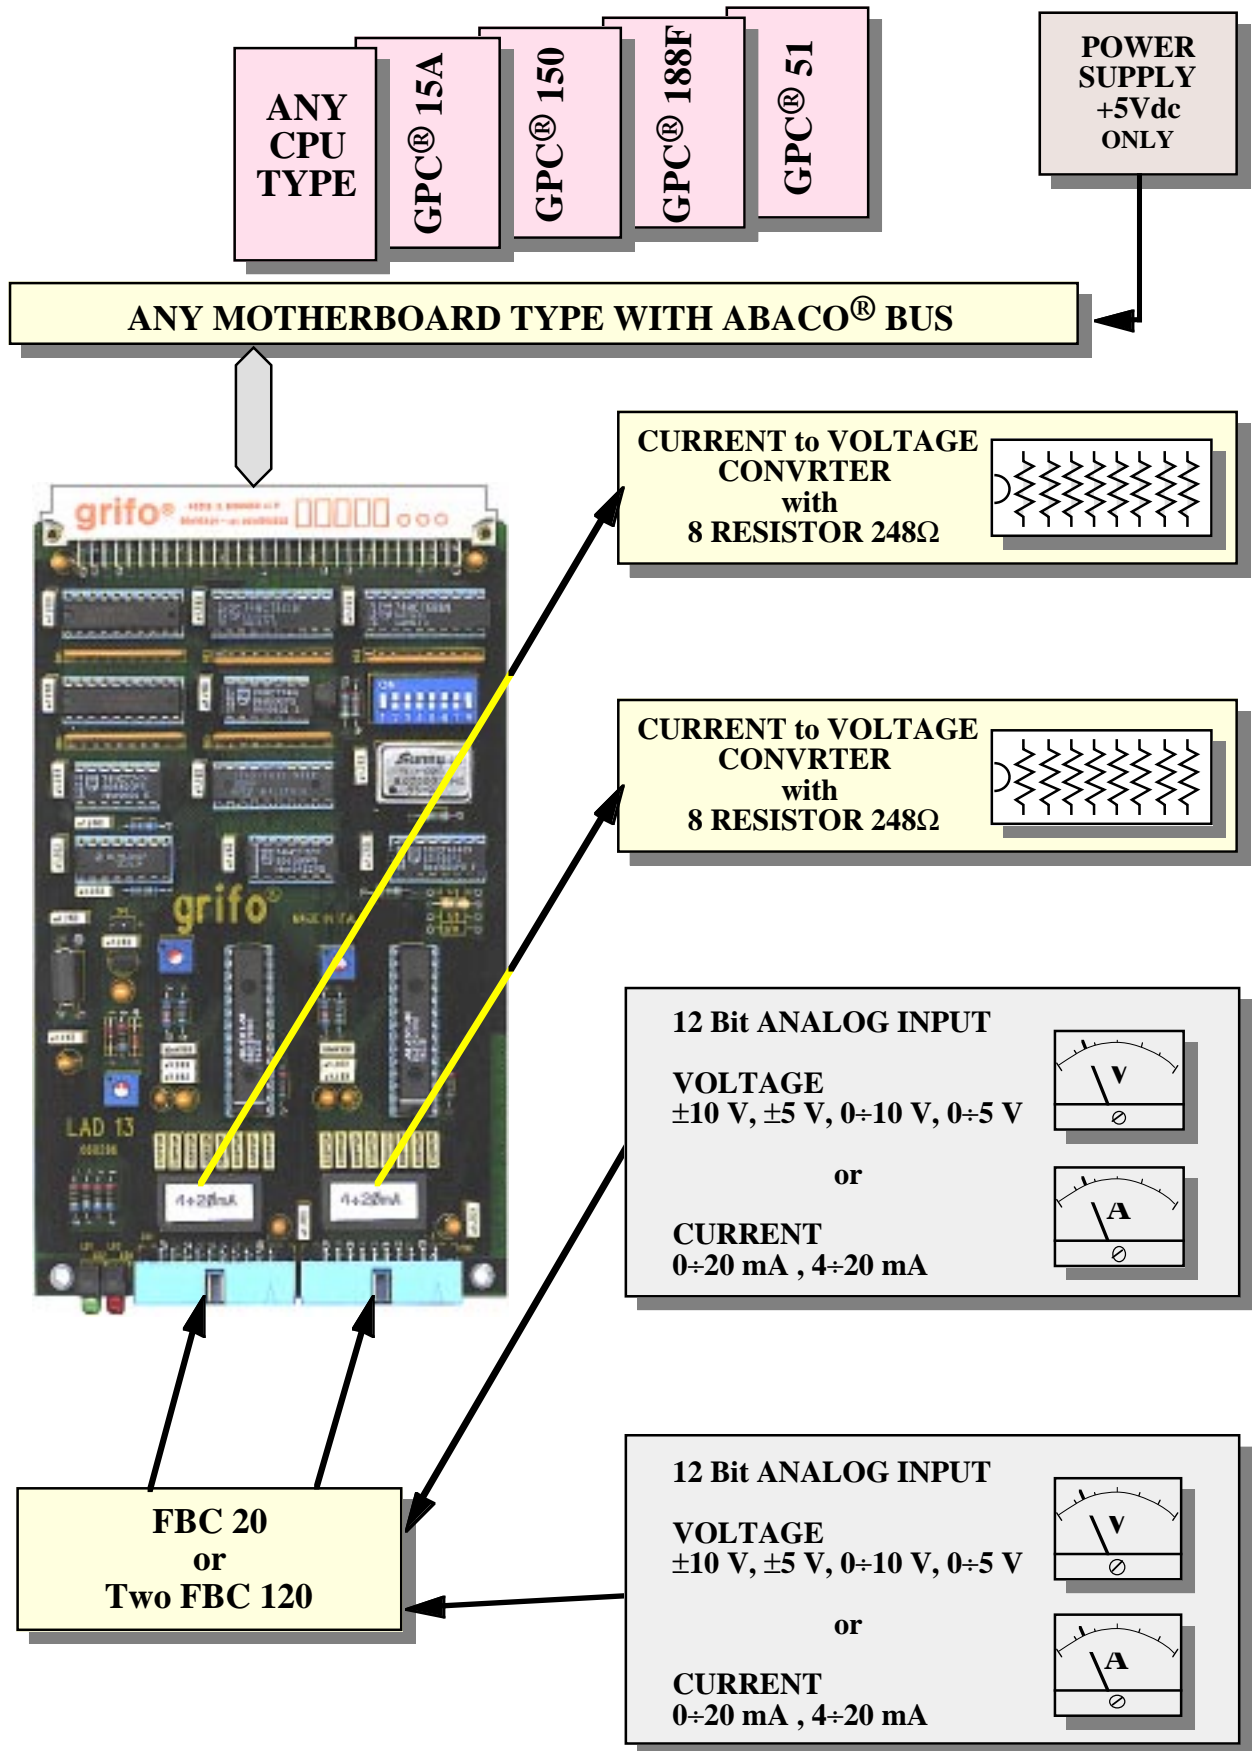 ANY
CPU
TYPE
GPC® 15A
GPC® 150
GPC® 188F
GPC® 51
POWER
SUPPLY
+5Vdc
ONLY
ANY MOTHERBOARD TYPE WITH ABACO® BUS
grifo®
CURRENT to VOLTAGE
CONVRTER
with
8 RESISTOR 248Ω
CURRENT to VOLTAGE
CONVRTER
with
8 RESISTOR 248Ω
grifo®
MADE IN
LAD 13
4÷20mA
4÷20mA
12 Bit ANALOG INPUT
VOLTAGE
±10 V, ±5 V, 0÷10 V, 0÷5 V
or
CURRENT
0÷20 mA , 4÷20 mA
V
A
FBC 20
or
Two FBC 120
12 Bit ANALOG INPUT
VOLTAGE
±10 V, ±5 V, 0÷10 V, 0÷5 V
or
CURRENT
0÷20 mA , 4÷20 mA
V
A